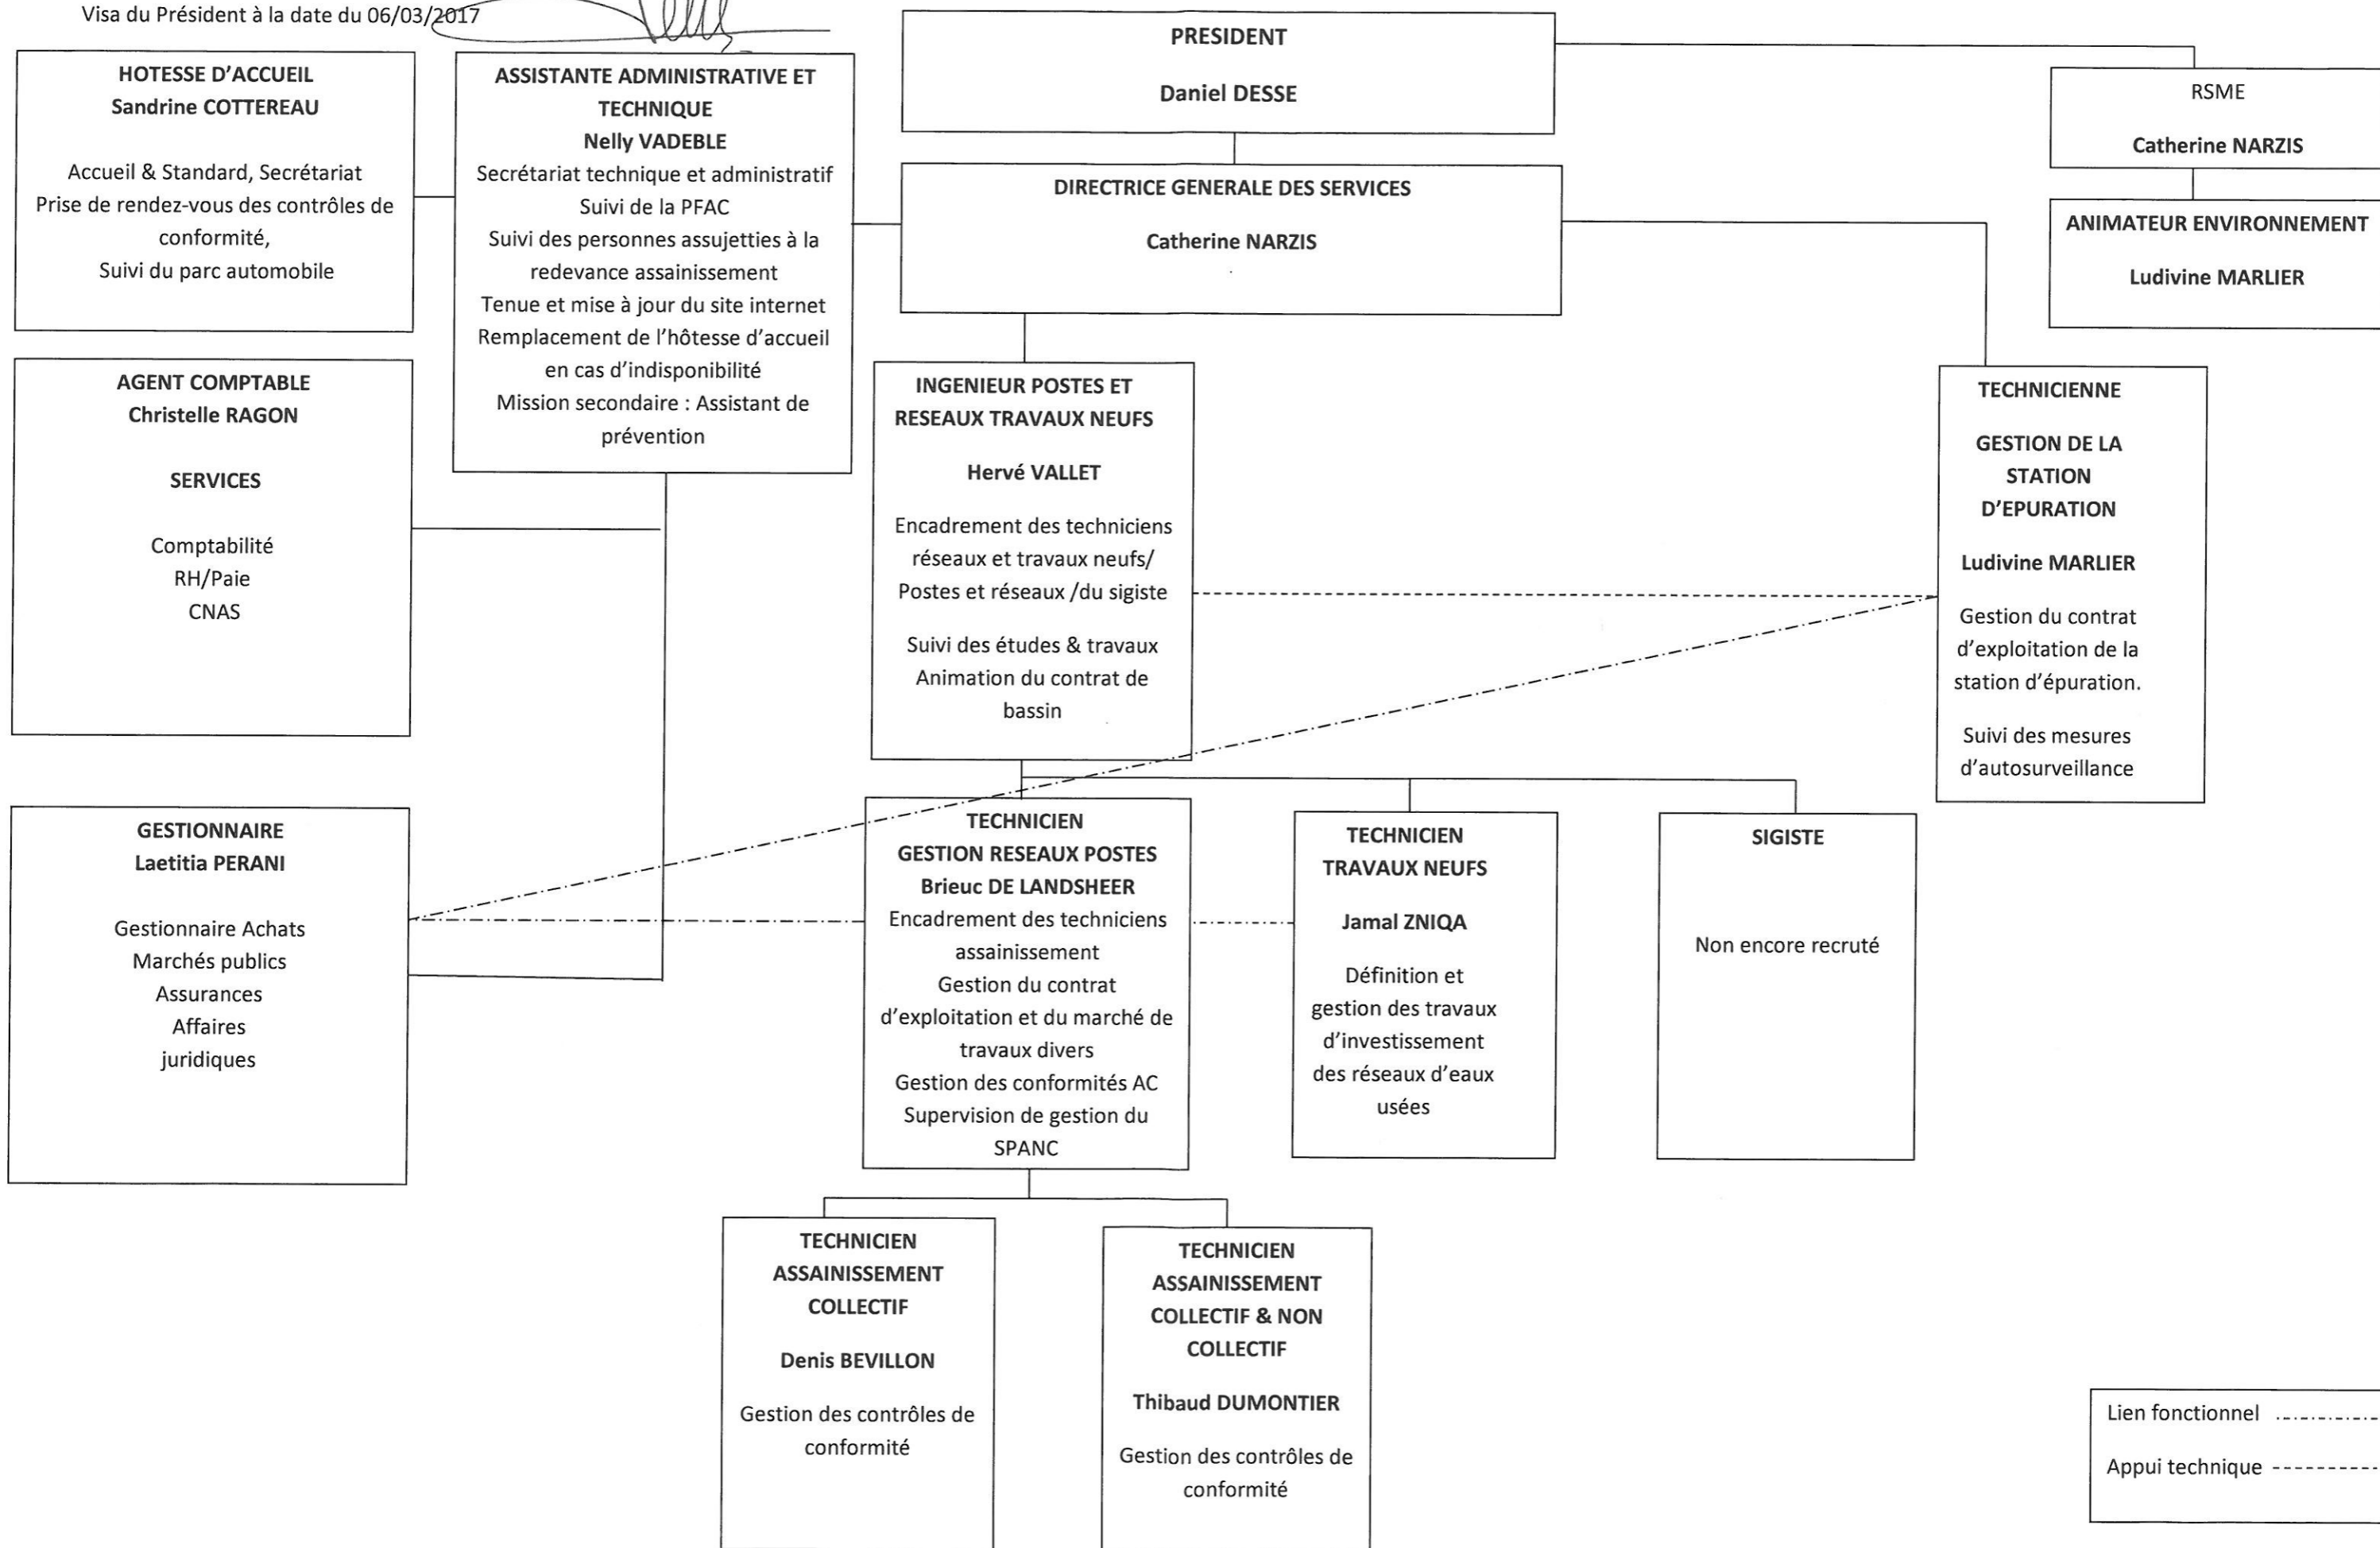 Visa du Président à la date du 06/03/2017
HOTESSE D’ACCUEIL
Sandrine COTTEREAU
Accueil & Standard, Secrétariat
Prise de rendez-vous des contrôles de
conformité,
Suivi du parc automobile
ASSISTANTE ADMINISTRATIVE ET
TECHNIQUE
Nelly VADEBLE
Secrétariat technique et administratif
Suivi de la PFAC
Suivi des personnes assujetties à la
redevance assainissement
Tenue et mise à jour du site internet
Remplacement de l’hôtesse d’accueil
en cas d’indisponibilité
Mission secondaire : Assistant de
prévention
PRESIDENT
Daniel DESSE
RSME
Catherine NARZIS
DIRECTRICE GENERALE DES SERVICES
Catherine NARZIS
ANIMATEUR ENVIRONNEMENT
Ludivine MARLIER
AGENT COMPTABLE
Christelle RAGON
SERVICES
Comptabilité
RH/Paie
CNAS
INGENIEUR POSTES ET
RESEAUX TRAVAUX NEUFS
Hervé VALLET
Encadrement des techniciens
réseaux et travaux neufs/
Postes et réseaux /du sigiste
Suivi des études & travaux
Animation du contrat de
bassin
TECHNICIENNE
GESTION DE LA
STATION
D’EPURATION
Ludivine MARLIER
Gestion du contrat
d’exploitation de la
station d’épuration.
Suivi des mesures
d’autosurveillance
GESTIONNAIRE
Laetitia PERANI
Gestionnaire Achats
Marchés publics
Assurances
Affaires
juridiques
TECHNICIEN
GESTION RESEAUX POSTES
Brieuc DE LANDSHEER
Encadrement des techniciens
assainissement
Gestion du contrat
d’exploitation et du marché de
travaux divers
Gestion des conformités AC
Supervision de gestion du
SPANC
TECHNICIEN
TRAVAUX NEUFS
Jamal ZNIQA
Définition et
gestion des travaux
d’investissement
des réseaux d’eaux
usées
SIGISTE
Non encore recruté
TECHNICIEN
ASSAINISSEMENT
COLLECTIF
Denis BEVILLON
Gestion des contrôles de
conformité
TECHNICIEN
ASSAINISSEMENT
COLLECTIF & NON
COLLECTIF
Thibaud DUMONTIER
Gestion des contrôles de
conformité
Lien fonctionnel
Appui technique